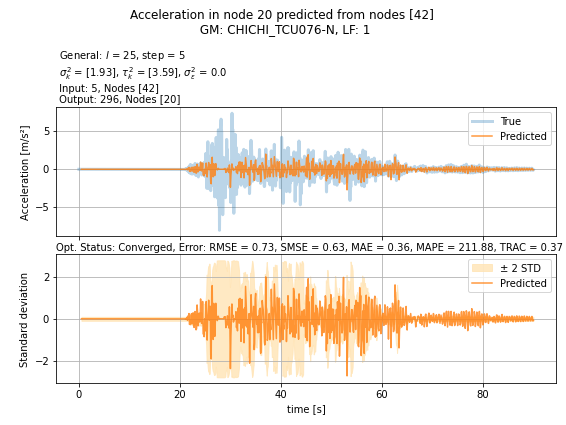 Acceleration in node 20 predicted from nodes [42]
GM: CHICHI_TCU076-N, LF: 1
General: l = 25, step = 5
σ²ₖ = [1.93], τ²ₖ = [3.59], σ²ε = 0.0
Input: 5, Nodes [42]
Output: 296, Nodes [20]
Acceleration [m/s²]
5
0
−5
True
Predicted
Opt. Status: Converged, Error: RMSE = 0.73, SMSE = 0.63, MAE = 0.36, MAPE = 211.88, TRAC = 0.37
Standard deviation
2
0
−2
± 2 STD
Predicted
0 20 40 60 80
time [s]